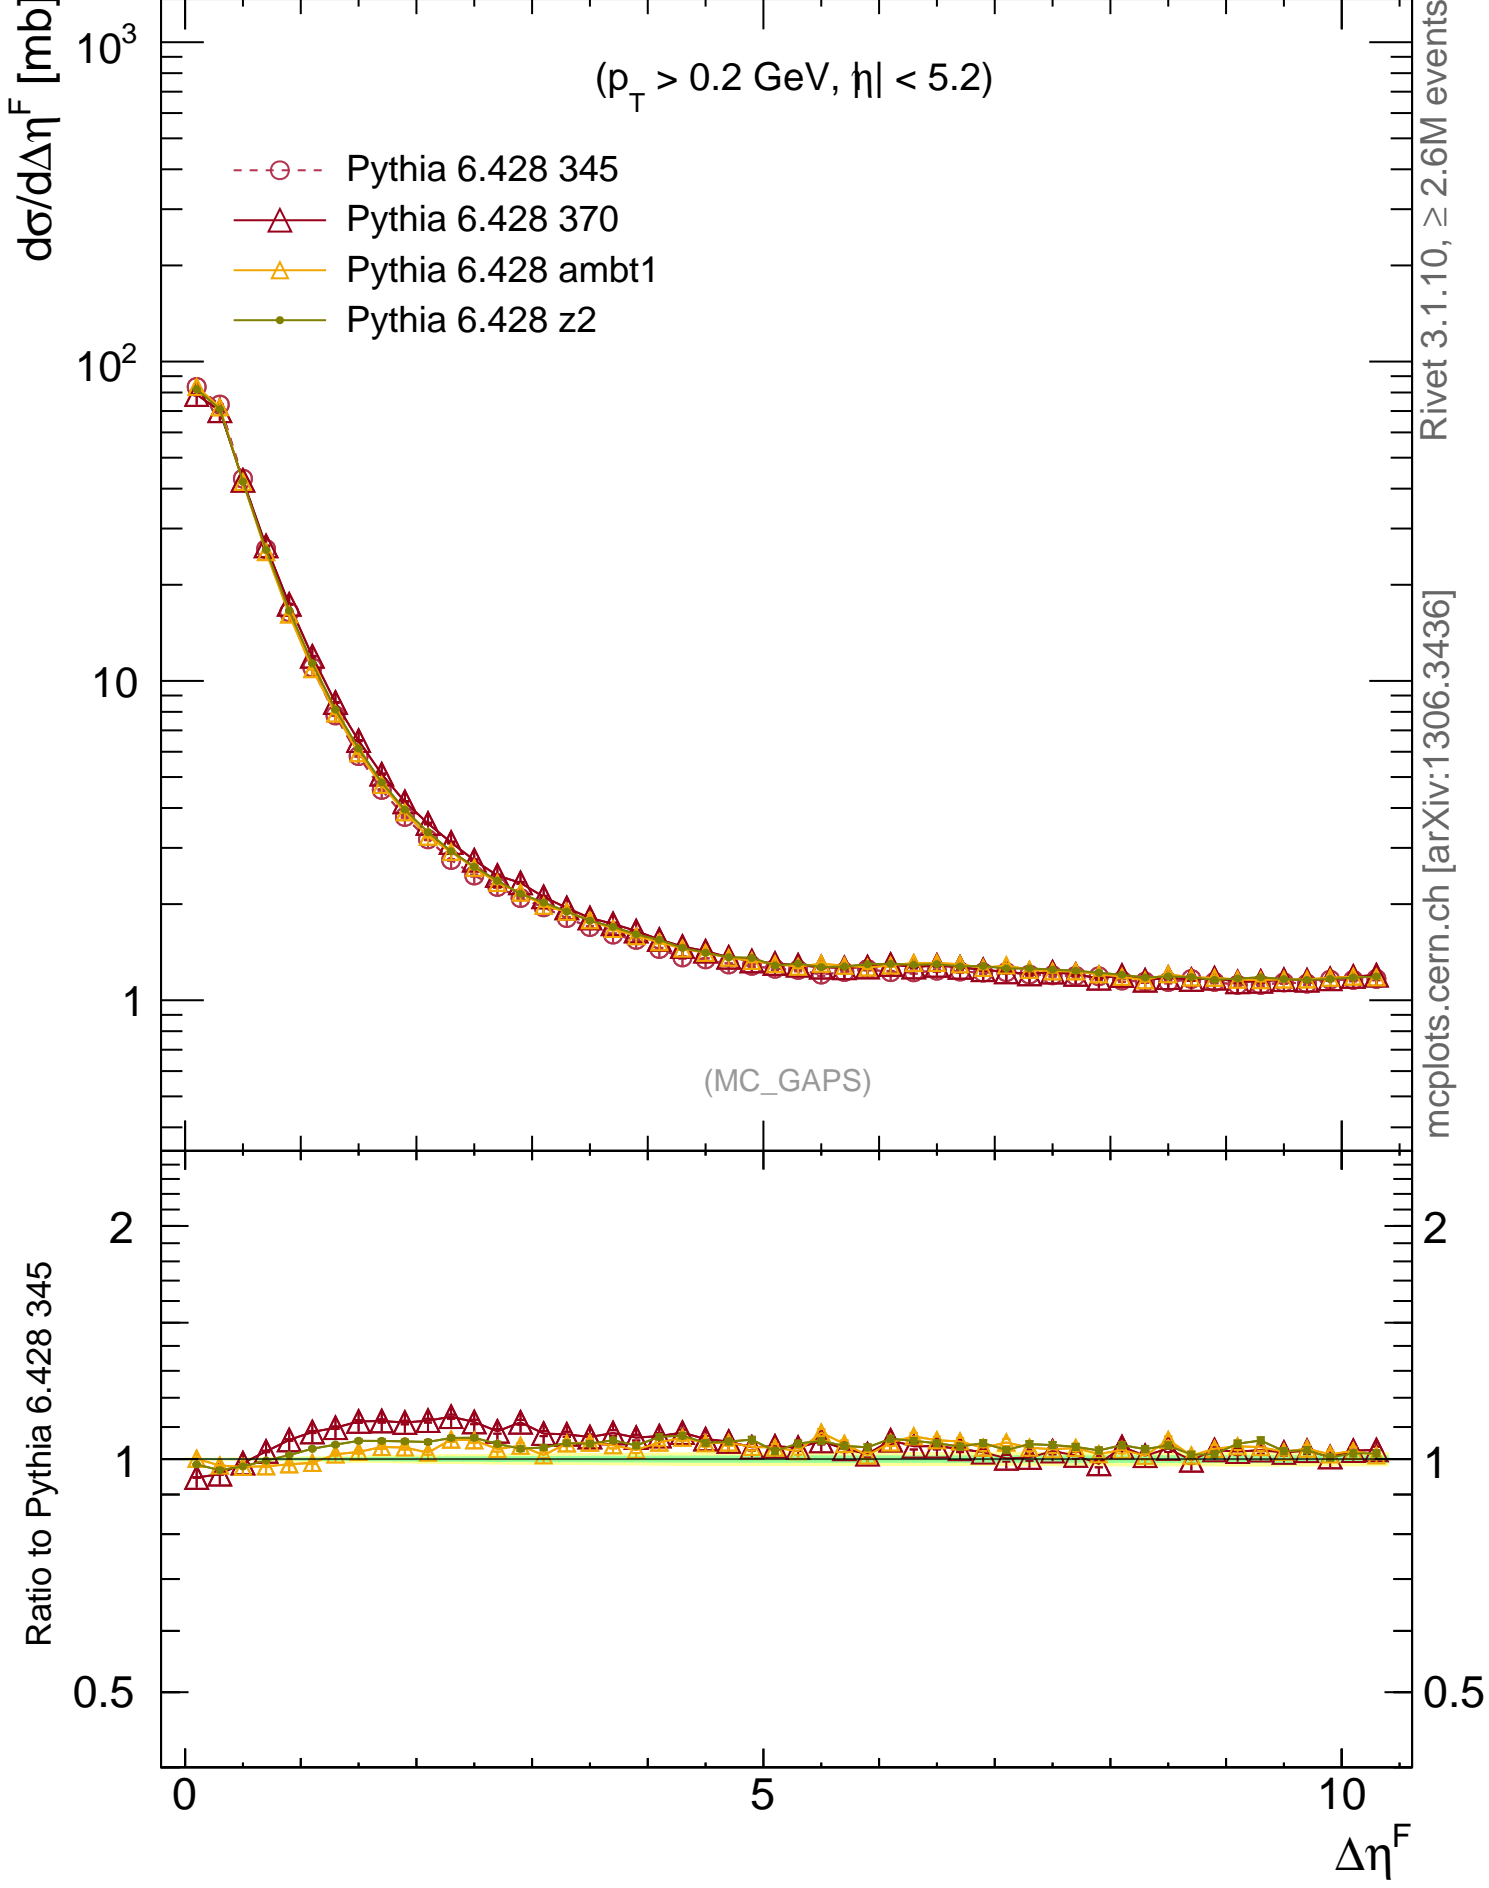 dσ/dΔη^F [mb]
10^3
10^2
10
1
(p_T > 0.2 GeV, |η| < 5.2)
Pythia 6.428 345
Pythia 6.428 370
Pythia 6.428 ambt1
Pythia 6.428 z2
(MC_GAPS)
Rivet 3.1.10, ≥ 2.6M events
mcplots.cern.ch [arXiv:1306.3436]
Ratio to Pythia 6.428 345
2
1
0.5
2
1
0.5
0
5
10
Δη^F